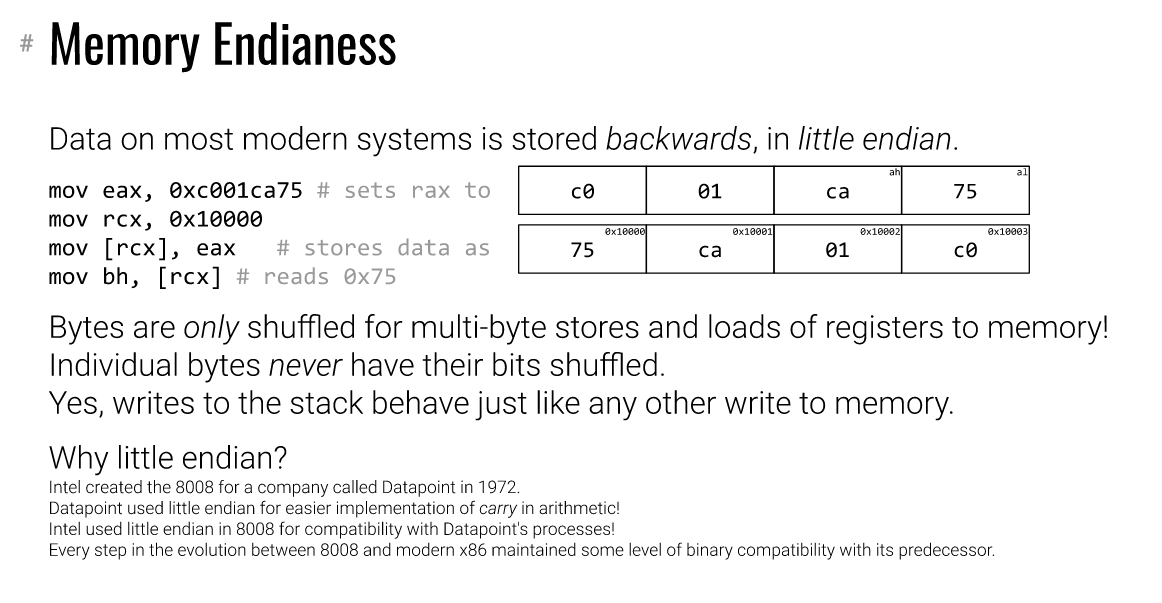 # Memory Endianess
Data on most modern systems is stored backwards, in little endian.
mov eax, 0xc001ca75 # sets rax to
c0 01 ca ah 75 al
mov rcx, 0x10000
mov [rcx], eax # stores data as
75 0x10000 ca 0x10001 01 0x10002 c0 0x10003
mov bh, [rcx] # reads 0x75
Bytes are only shuffled for multi-byte stores and loads of registers to memory!
Individual bytes never have their bits shuffled.
Yes, writes to the stack behave just like any other write to memory.
Why little endian?
Intel created the 8008 for a company called Datapoint in 1972.
Datapoint used little endian for easier implementation of carry in arithmetic!
Intel used little endian in 8008 for compatibility with Datapoint's processes!
Every step in the evolution between 8008 and modern x86 maintained some level of binary compatibility with its predecessor.